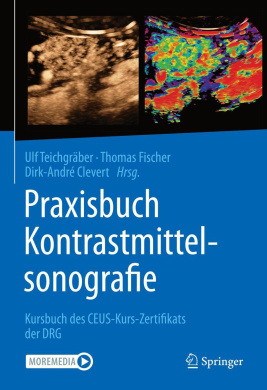 Ulf Teichgräber · Thomas Fischer
Dirk-André Clevert Hrsg.
Praxisbuch
Kontrastmittel-
sonografie
Kursbuch des CEUS-Kurs-Zertifikats
der DRG
MOREMEDIA
Springer